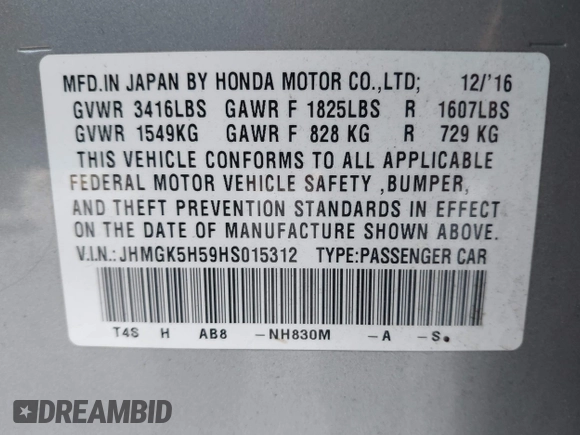 MFD.IN JAPAN BY HONDA MOTOR CO.,LTD; 12/'16
GVWR 3416LBS GAWR F 1825LBS R 1607LBS
GVWR 1549KG GAWR F 828 KG R 729 KG
THIS VEHICLE CONFORMS TO ALL APPLICABLE
FEDERAL MOTOR VEHICLE SAFETY ,BUMPER,
AND THEFT PREVENTION STANDARDS IN EFFECT
ON THE DATE OF MANUFACTURE SHOWN ABOVE.
V.I.N.:JHMGK5H59HS015312 TYPE:PASSENGER CAR
T4S H AB8 -NH830M -A -S.
DREAMBID